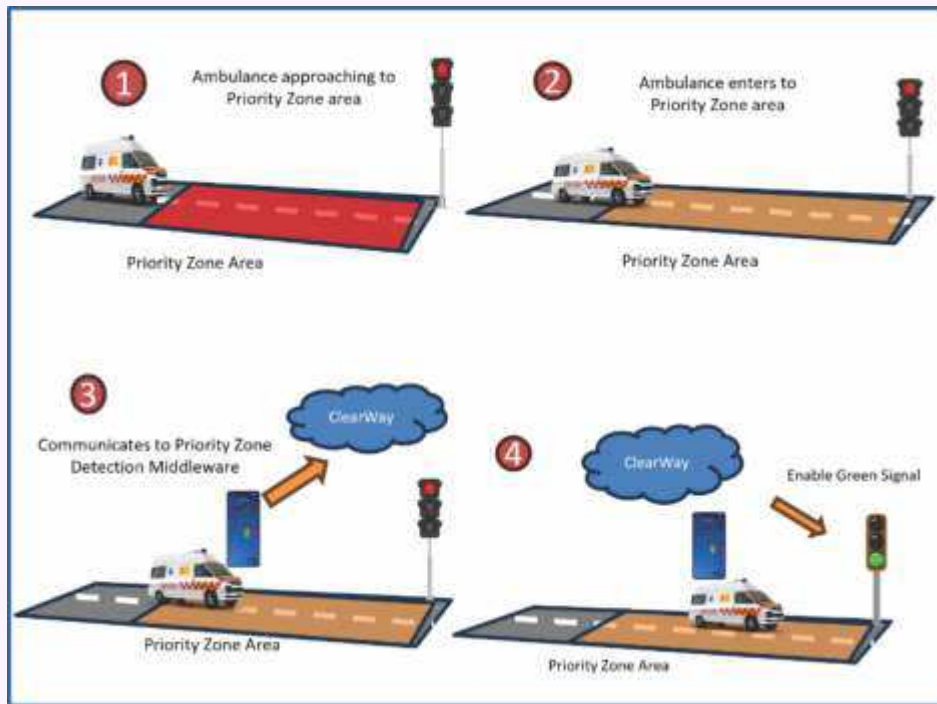 1
Ambulance approaching to
Priority Zone area
Priority Zone Area
2
Ambulance enters to
Priority Zone area
Priority Zone Area
3
Communicates to Priority Zone
Detection Middleware
ClearWay
Priority Zone Area
4
ClearWay
Enable Green Signal
Priority Zone Area